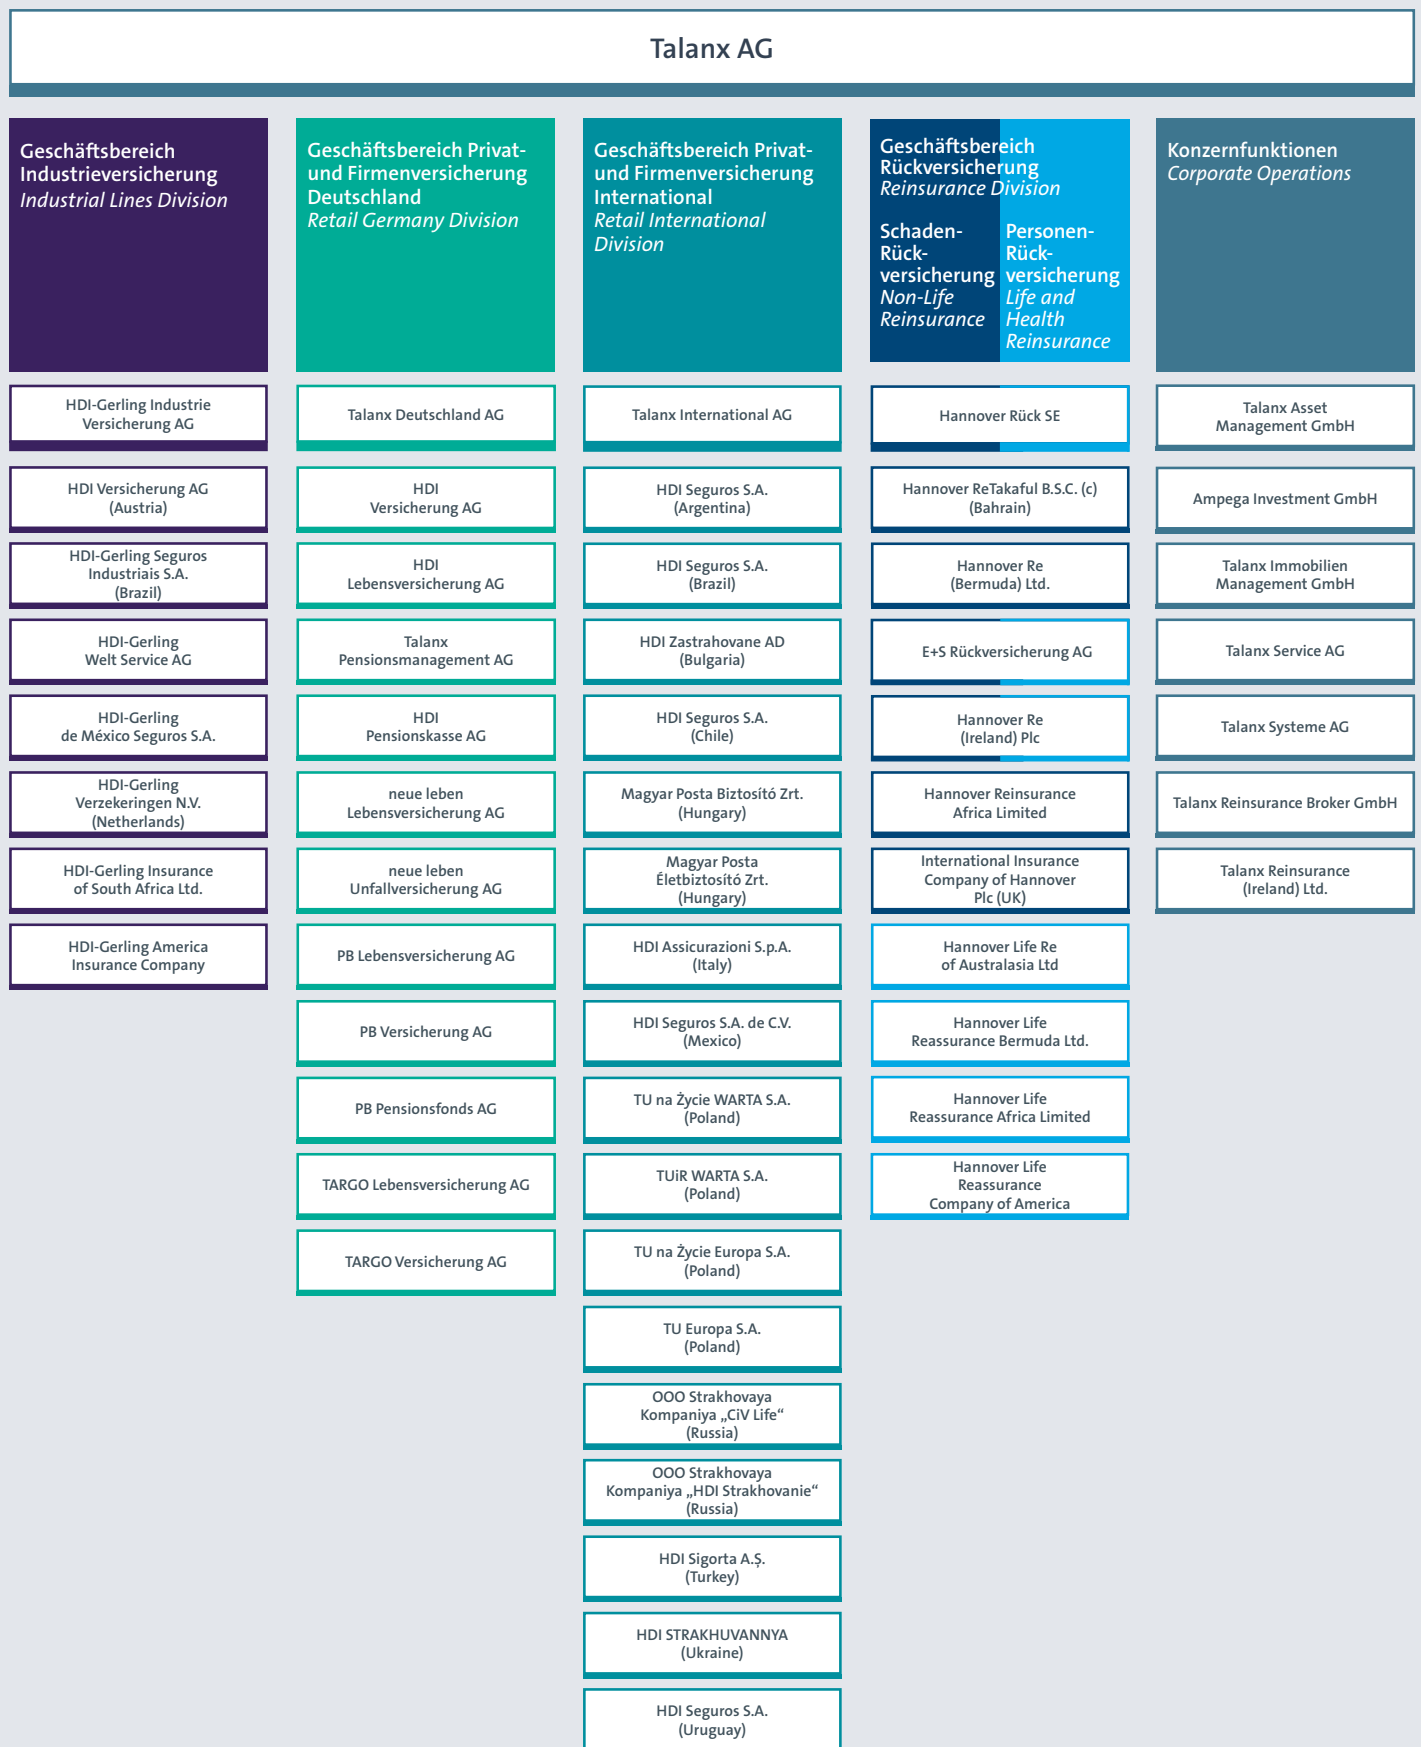 Talanx AG
Geschäftsbereich
Industrieversicherung
Industrial Lines Division
HDI-Gerling Industrie
Versicherung AG
HDI Versicherung AG
(Austria)
HDI-Gerling Seguros
Industriais S.A.
(Brazil)
HDI-Gerling
Welt Service AG
HDI-Gerling
de México Seguros S.A.
HDI-Gerling
Verzekeringen N.V.
(Netherlands)
HDI-Gerling Insurance
of South Africa Ltd.
HDI-Gerling America
Insurance Company
Geschäftsbereich Privat-
und Firmenversicherung
Deutschland
Retail Germany Division
Talanx Deutschland AG
HDI
Versicherung AG
HDI
Lebensversicherung AG
Talanx
Pensionsmanagement AG
HDI
Pensionskasse AG
neue leben
Lebensversicherung AG
neue leben
Unfallversicherung AG
PB Lebensversicherung AG
PB Versicherung AG
PB Pensionsfonds AG
TARGO Lebensversicherung AG
TARGO Versicherung AG
Geschäftsbereich Privat-
und Firmenversicherung
International
Retail International
Division
Talanx International AG
HDI Seguros S.A.
(Argentina)
HDI Seguros S.A.
(Brazil)
HDI Zastrahovane AD
(Bulgaria)
HDI Seguros S.A.
(Chile)
Magyar Posta Biztosító Zrt.
(Hungary)
Magyar Posta
Életbiztosító Zrt.
(Hungary)
HDI Assicurazioni S.p.A.
(Italy)
HDI Seguros S.A. de C.V.
(Mexico)
TU na Życie WARTA S.A.
(Poland)
TUiR WARTA S.A.
(Poland)
TU na Życie Europa S.A.
(Poland)
TU Europa S.A.
(Poland)
OOO Strakhovaya
Kompaniya „CiV Life“
(Russia)
OOO Strakhovaya
Kompaniya „HDI Strakhovanie“
(Russia)
HDI Sigorta A.Ş.
(Turkey)
HDI STRAKHUVANNYA
(Ukraine)
HDI Seguros S.A.
(Uruguay)
Geschäftsbereich
Rückversicherung
Reinsurance Division
Schaden-
Rück-
versicherung
Non-Life
Reinsurance
Personen-
Rück-
versicherung
Life and
Health
Reinsurance
Hannover Rück SE
Hannover ReTakaful B.S.C. (c)
(Bahrain)
Hannover Re
(Bermuda) Ltd.
E+S Rückversicherung AG
Hannover Re
(Ireland) Plc
Hannover Reinsurance
Africa Limited
International Insurance
Company of Hannover
Plc (UK)
Hannover Life Re
of Australasia Ltd
Hannover Life
Reassurance Bermuda Ltd.
Hannover Life
Reassurance Africa Limited
Hannover Life
Reassurance
Company of America
Konzernfunktionen
Corporate Operations
Talanx Asset
Management GmbH
Ampega Investment GmbH
Talanx Immobilien
Management GmbH
Talanx Service AG
Talanx Systeme AG
Talanx Reinsurance Broker GmbH
Talanx Reinsurance
(Ireland) Ltd.